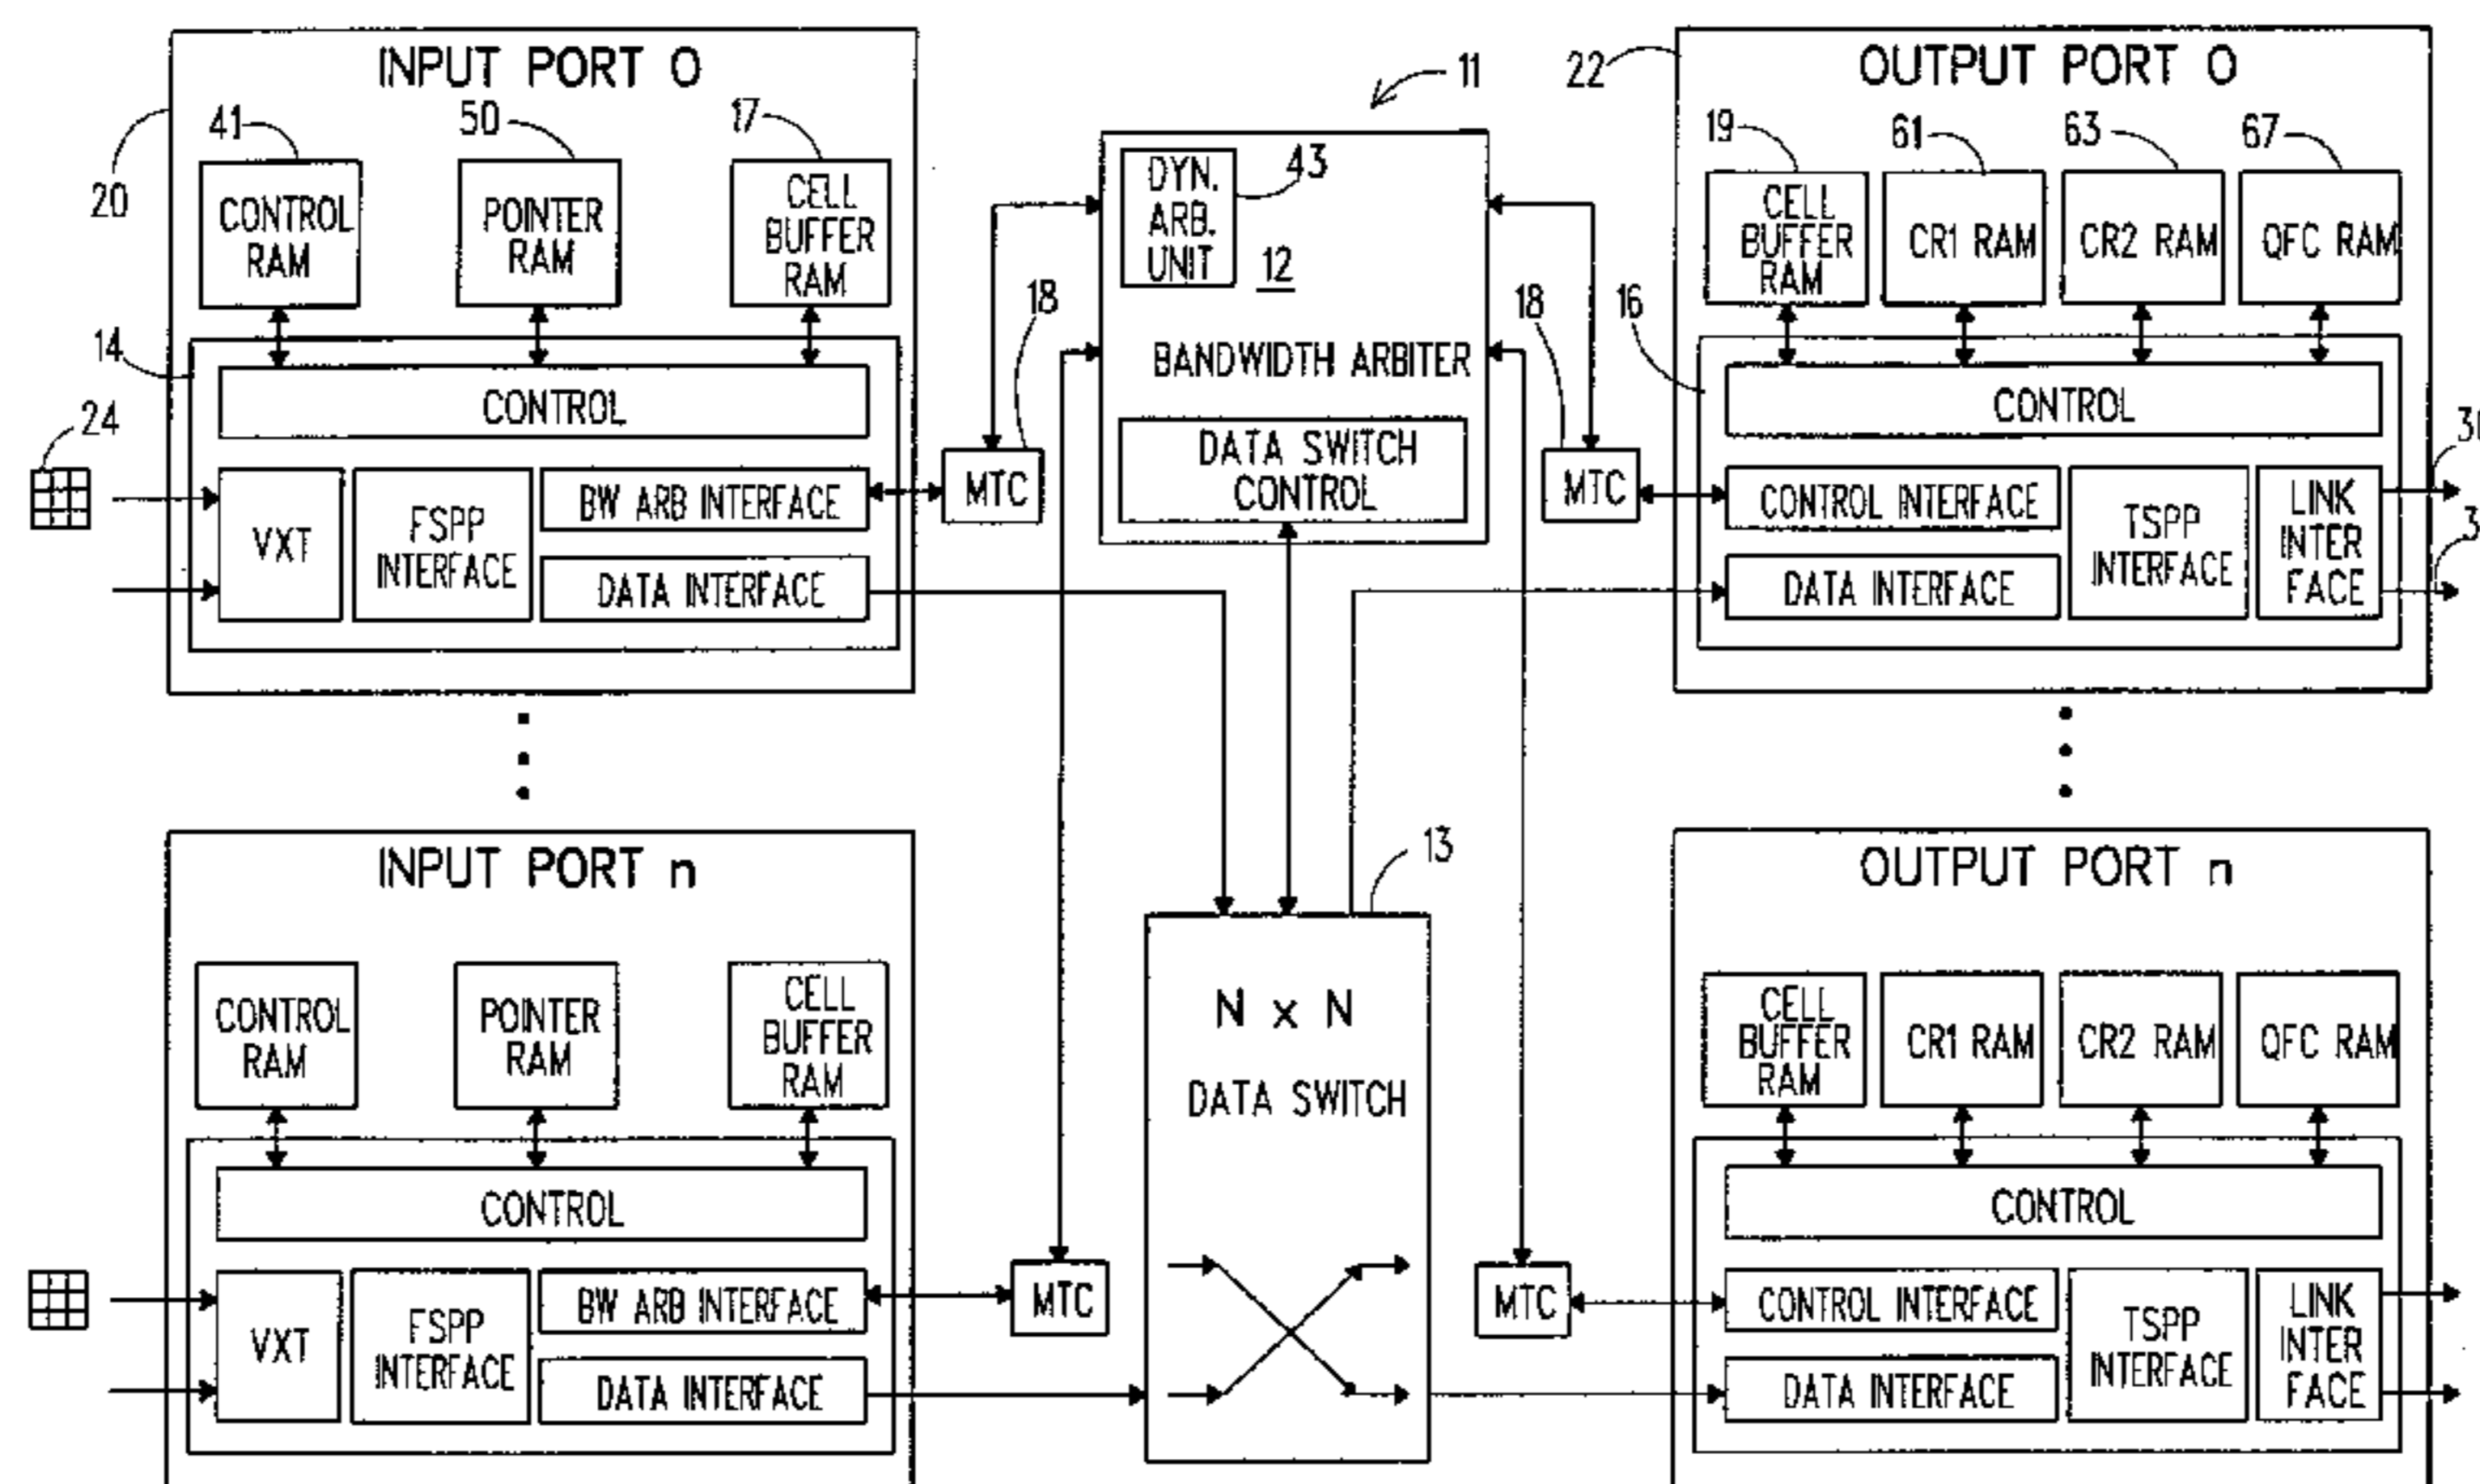 INPUT PORT 0
41
50
17
20
CONTROL
RAM
POINTER
RAM
CELL
BUFFER
RAM
14
CONTROL
24
VXT
FSPP
INTERFACE
BW ARB INTERFACE
DATA INTERFACE
18
MTC
11
DYN.
ARB.
UNIT
43
12
BANDWIDTH ARBITER
DATA SWITCH
CONTROL
18
MTC
22
OUTPUT PORT 0
19
61
63
67
CELL
BUFFER
RAM
CR1 RAM
CR2 RAM
QFC RAM
16
CONTROL
CONTROL INTERFACE
DATA INTERFACE
TSPP
INTERFACE
LINK
INTER
FACE
INPUT PORT n
CONTROL
RAM
POINTER
RAM
CELL
BUFFER
RAM
CONTROL
VXT
FSPP
INTERFACE
BW ARB INTERFACE
DATA INTERFACE
MTC
13
N x N
DATA SWITCH
MTC
OUTPUT PORT n
CELL
BUFFER
RAM
CR1 RAM
CR2 RAM
QFC RAM
CONTROL
CONTROL INTERFACE
DATA INTERFACE
TSPP
INTERFACE
LINK
INTER
FACE